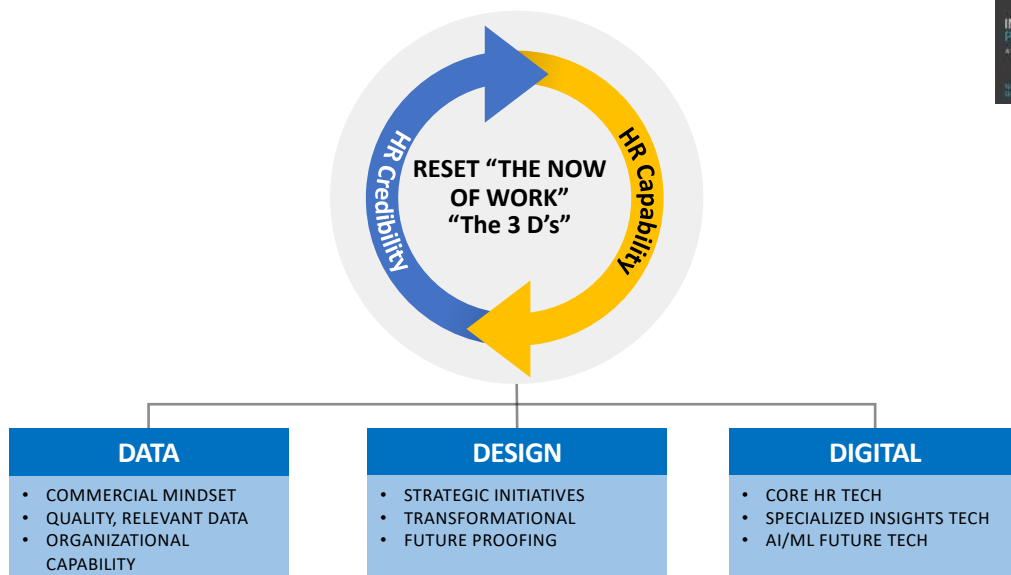 HR Credibility
HR Capability
RESET “THE NOW
OF WORK”
“The 3 D’s”
DATA
• COMMERCIAL MINDSET
• QUALITY, RELEVANT DATA
• ORGANIZATIONAL
CAPABILITY
DESIGN
• STRATEGIC INITIATIVES
• TRANSFORMATIONAL
• FUTURE PROOFING
DIGITAL
• CORE HR TECH
• SPECIALIZED INSIGHTS TECH
• AI/ML FUTURE TECH